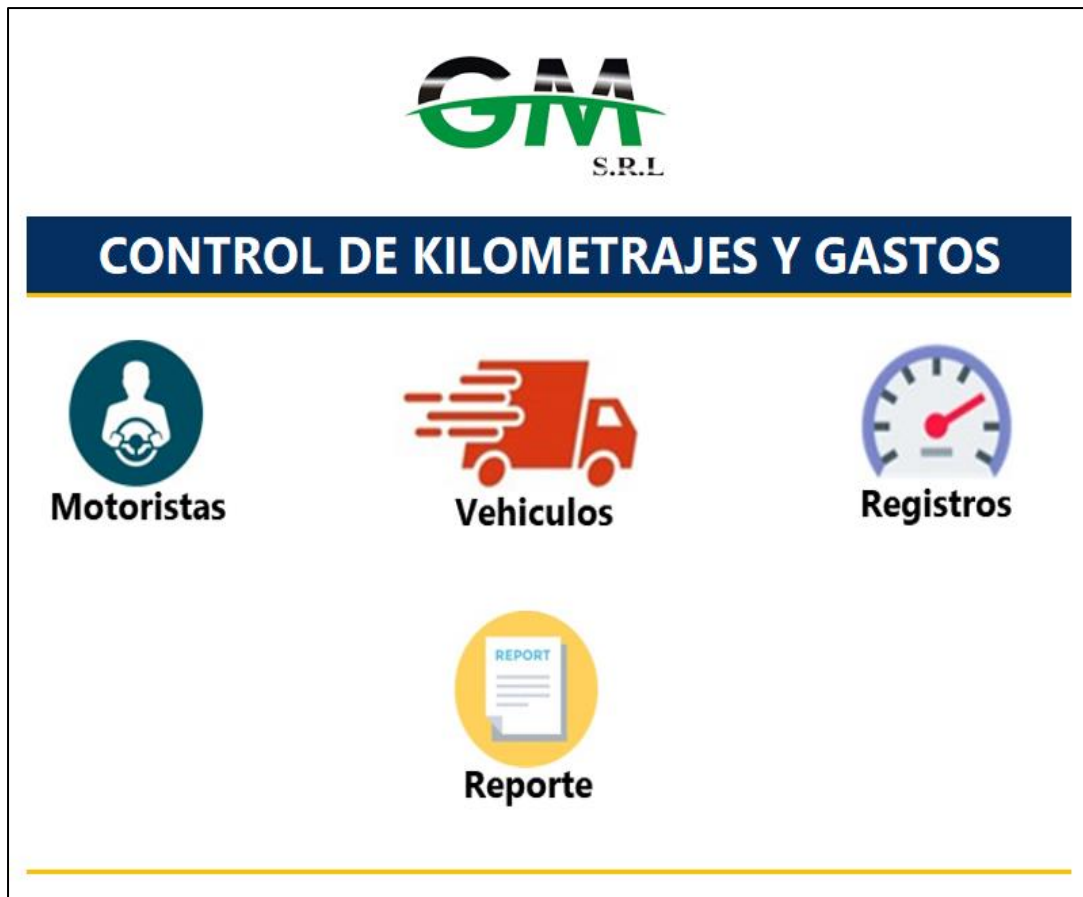 GM
S.R.L
CONTROL DE KILOMETRAJES Y GASTOS
Motoristas
Vehiculos
Registros
REPORT
Reporte